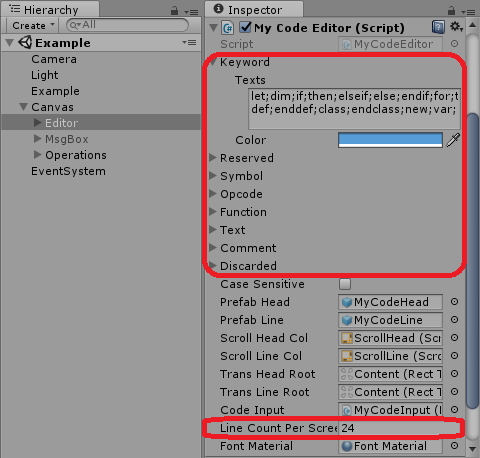 Hierarchy
Create
All
Example
Camera
Light
Example
Canvas
Editor
MsgBox
Operations
EventSystem
Inspector
My Code Editor (Script)
Script MyCodeEditor
Keyword
Texts
let;dim;if;then;elseif;else;endif;for;t
def;enddef;class;endclass;new;var;
Color
Reserved
Symbol
Opcode
Function
Text
Comment
Discarded
Case Sensitive
Prefab Head MyCodeHead
Prefab Line MyCodeLine
Scroll Head Col ScrollHead (Scr
Scroll Line Col ScrollLine (Scro
Trans Head Root Content (Rect T
Trans Line Root Content (Rect T
Code Input MyCodeInput (I
Line Count Per Scree 24
Font Material Font Material